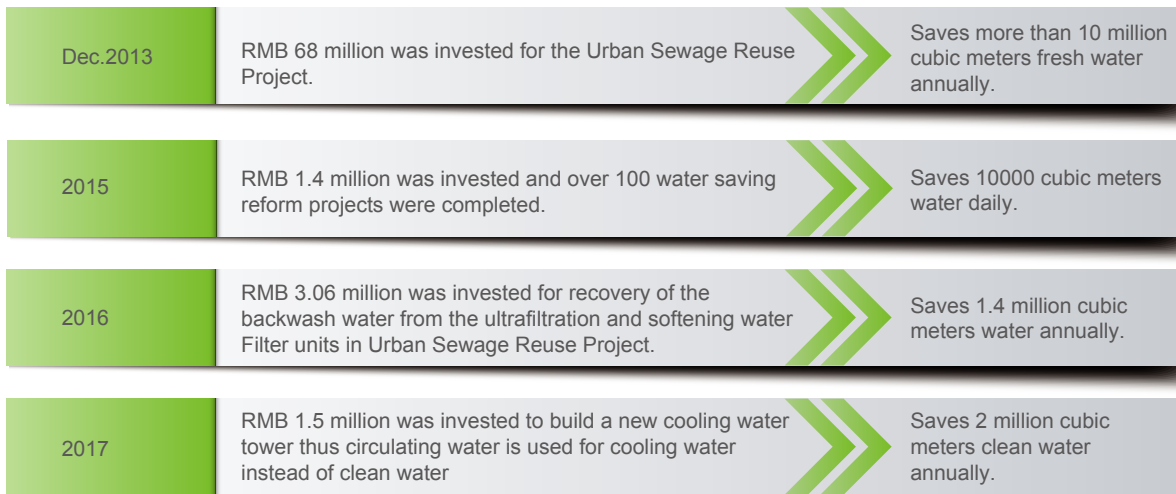 Dec.2013
RMB 68 million was invested for the Urban Sewage Reuse
Project.
Saves more than 10 million
cubic meters fresh water
annually.
2015
RMB 1.4 million was invested and over 100 water saving
reform projects were completed.
Saves 10000 cubic meters
water daily.
2016
RMB 3.06 million was invested for recovery of the
backwash water from the ultrafiltration and softening water
Filter units in Urban Sewage Reuse Project.
Saves 1.4 million cubic
meters water annually.
2017
RMB 1.5 million was invested to build a new cooling water
tower thus circulating water is used for cooling water
instead of clean water
Saves 2 million cubic
meters clean water
annually.